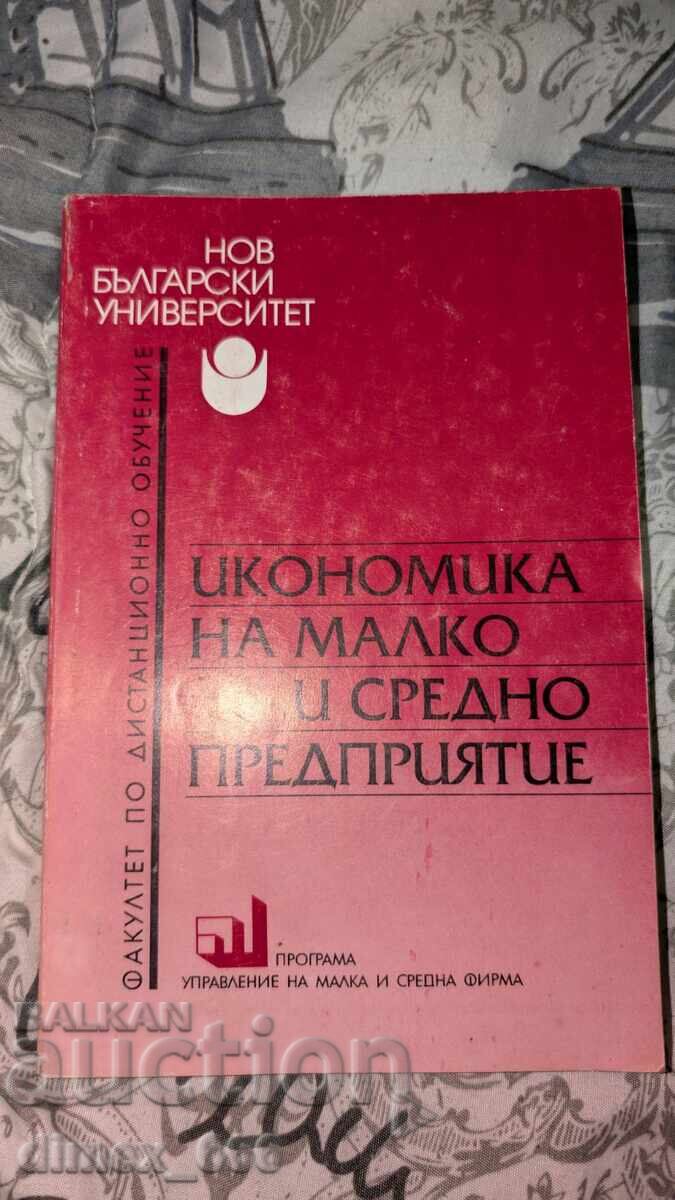 НОВ
БЪЛГАРСКИ
УНИВЕРСИТЕТ
ФАКУЛТЕТ ПО ДИСТАНЦИОННО ОБУЧЕНИЕ
ИКОНОМИКА
НА МАЛКО
И СРЕДНО
ПРЕДПРИЯТИЕ
ПРОГРАМА
УПРАВЛЕНИЕ НА МАЛКА И СРЕДНА ФИРМА
BALKAN
auction
dimex_666